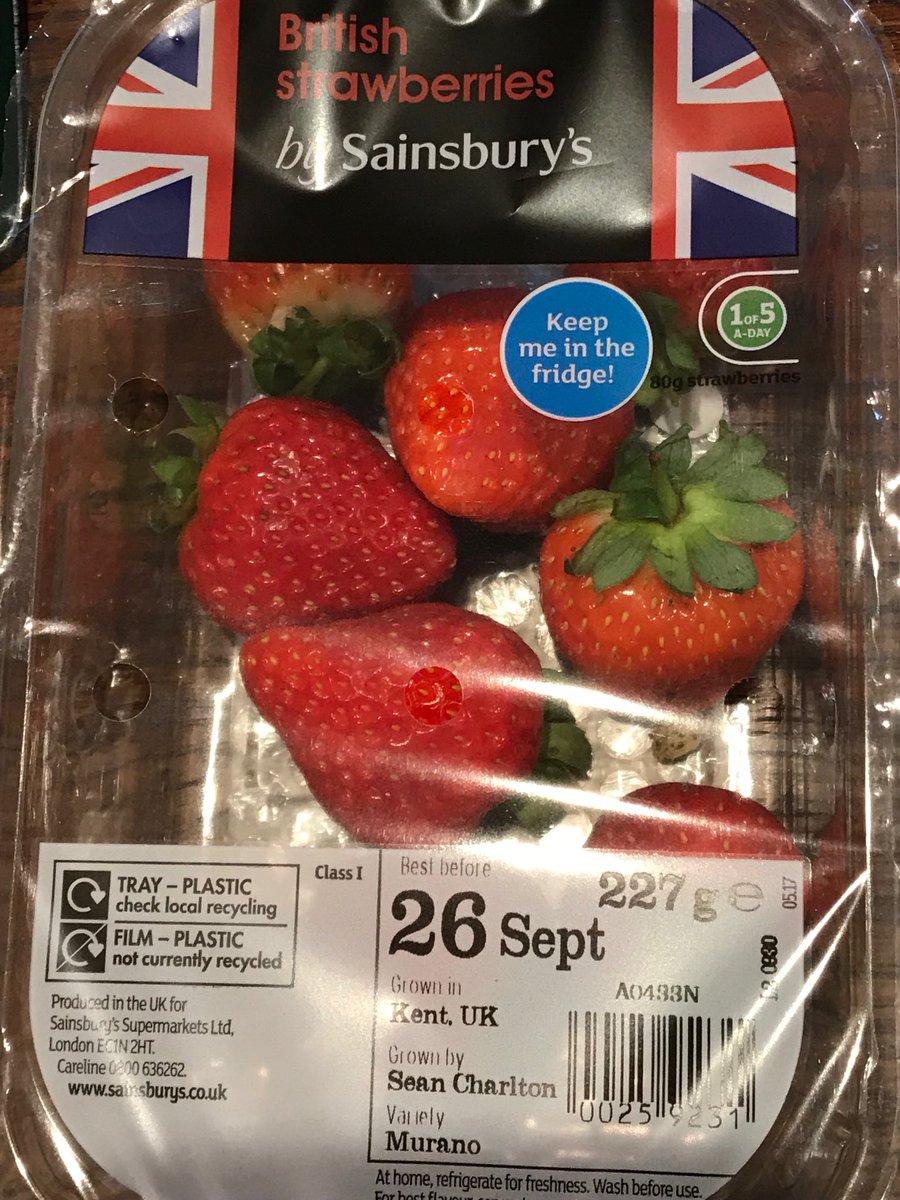 British
strawberries
by Sainsbury's
Keep
me in the
fridge!
1 OF 5
A-DAY
80g strawberries
TRAY – PLASTIC
check local recycling
FILM – PLASTIC
not currently recycled
Class I
Produced in the UK for
Sainsbury's Supermarkets Ltd,
London EC1N 2HT.
Careline 0800 636262.
www.sainsburys.co.uk
Best before
26 Sept
227 g e
05.17
Grown in
Kent, UK
Grown by
Sean Charlton
Variety
Murano
A0433N
0025 9231
At home, refrigerate for freshness. Wash before use.